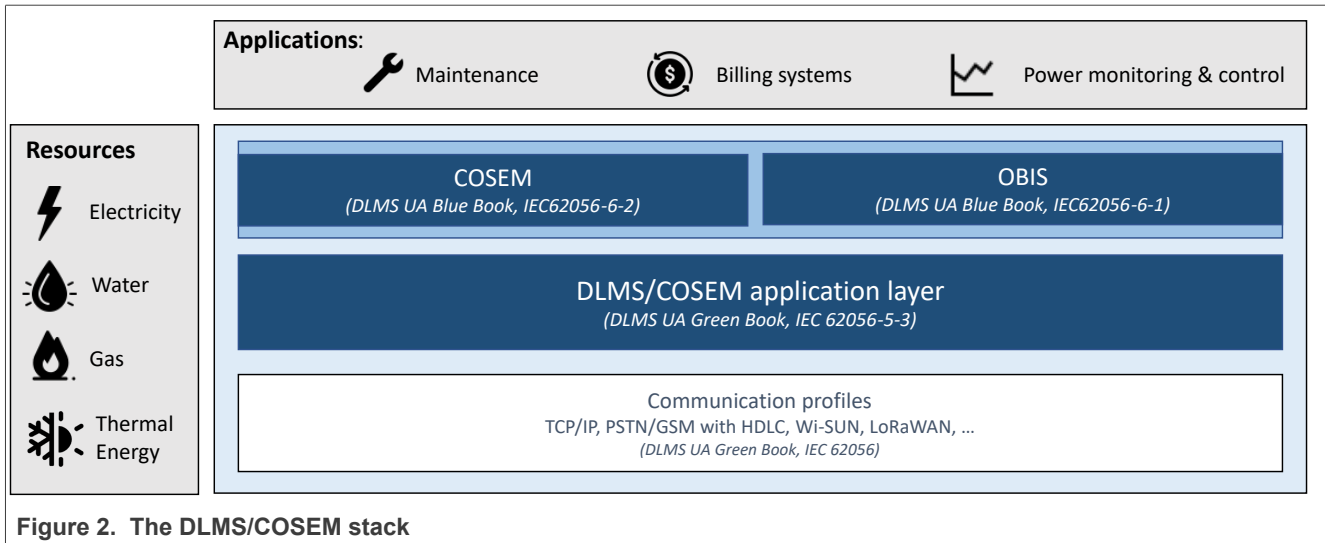 Applications:
Maintenance
Billing systems
Power monitoring & control
Resources
Electricity
Water
Gas
Thermal
Energy
COSEM
(DLMS UA Blue Book, IEC62056-6-2)
OBIS
(DLMS UA Blue Book, IEC62056-6-1)
DLMS/COSEM application layer
(DLMS UA Green Book, IEC 62056-5-3)
Communication profiles
TCP/IP, PSTN/GSM with HDLC, Wi-SUN, LoRaWAN, …
(DLMS UA Green Book, IEC 62056)
Figure 2. The DLMS/COSEM stack